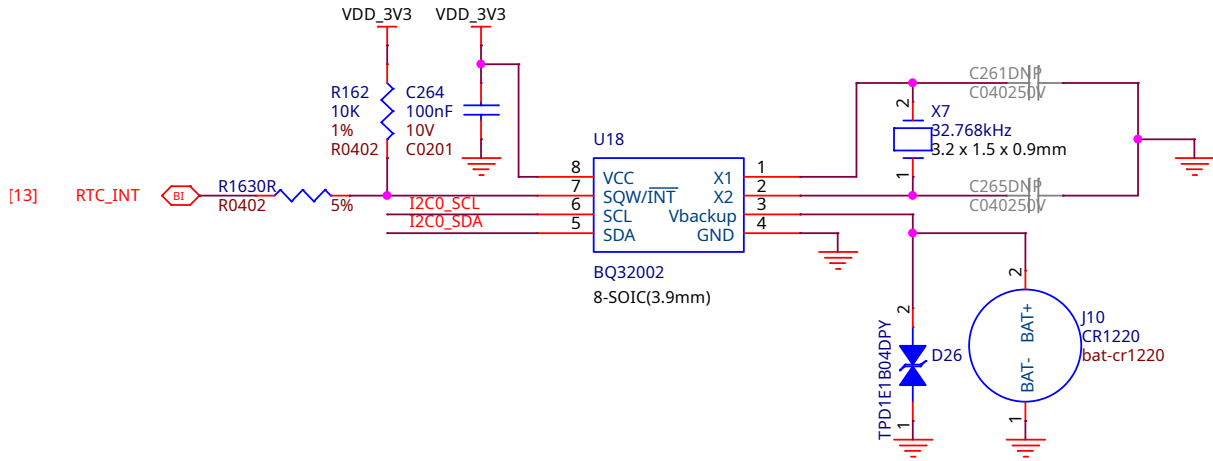 VDD_3V3
VDD_3V3
R162
10K
1%
R0402
C264
100nF
10V
C0201
[13]
RTC_INT
BI
R1630R
R0402
5%
I2C0_SCL
I2C0_SDA
U18
8
7
6
5
VCC
SQW/INT
SCL
SDA
X1
X2
Vbackup
GND
1
2
3
4
BQ32002
8-SOIC(3.9mm)
C261DNP
C040250V
2
X7
32.768kHz
3.2 x 1.5 x 0.9mm
1
C265DNP
C040250V
2
TPD1E1B04DPY
D26
1
2
BAT+
BAT-
J10
CR1220
bat-cr1220
1